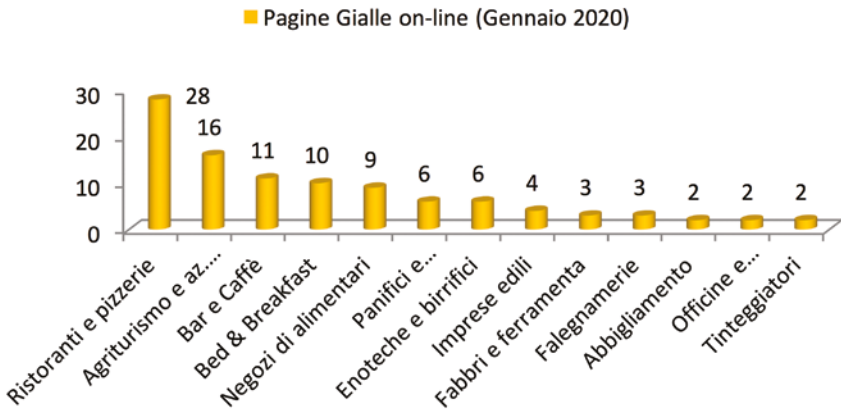 Pagine Gialle on-line (Gennaio 2020)
30
20
10
0
28
16
11
10
9
6
6
4
3
3
2
2
2
Ristoranti e pizzerie
Agriturismo e az....
Bar e Caffè
Bed & Breakfast
Negozi di alimentari
Panifici e...
Enoteche e birrifici
Imprese edili
Fabbri e ferramenta
Falegnamerie
Abbigliamento
Officine e...
Tinteggiatori